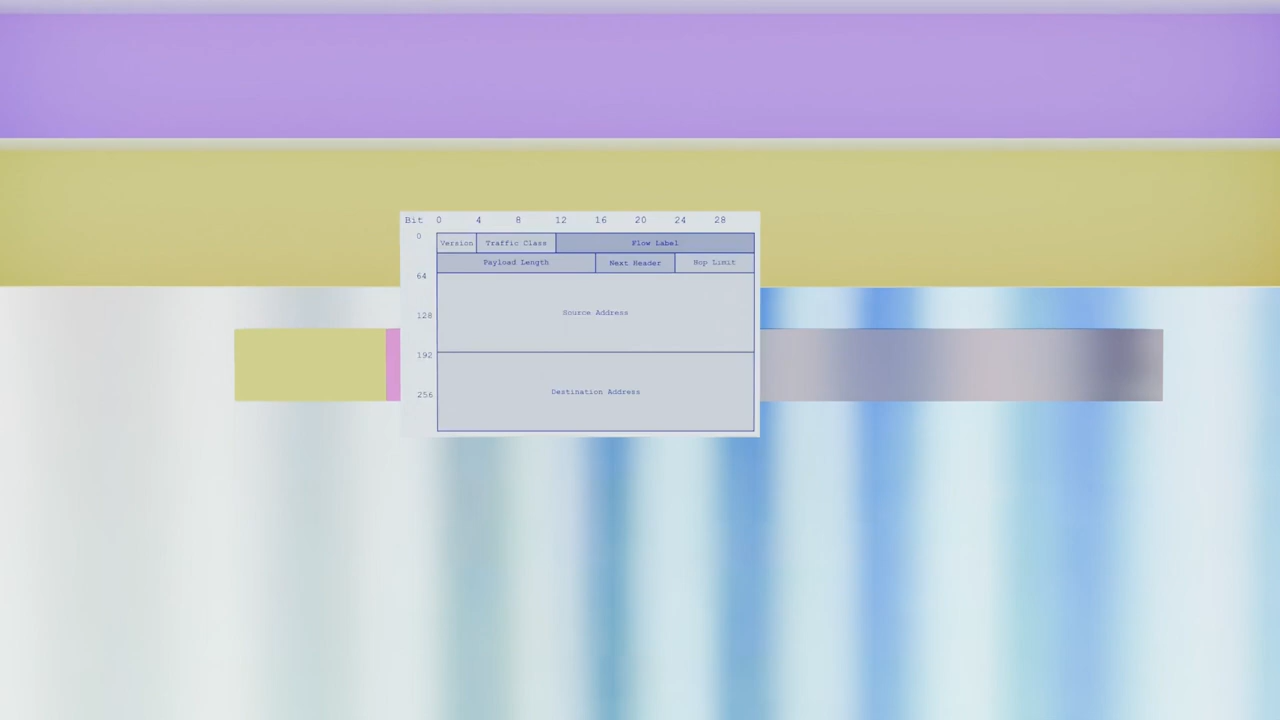 Bit 0 4 8 12 16 20 24 28
0 Version Traffic Class Flow Label
Payload Length Next Header Hop Limit
64
Source Address
128
192
Destination Address
256